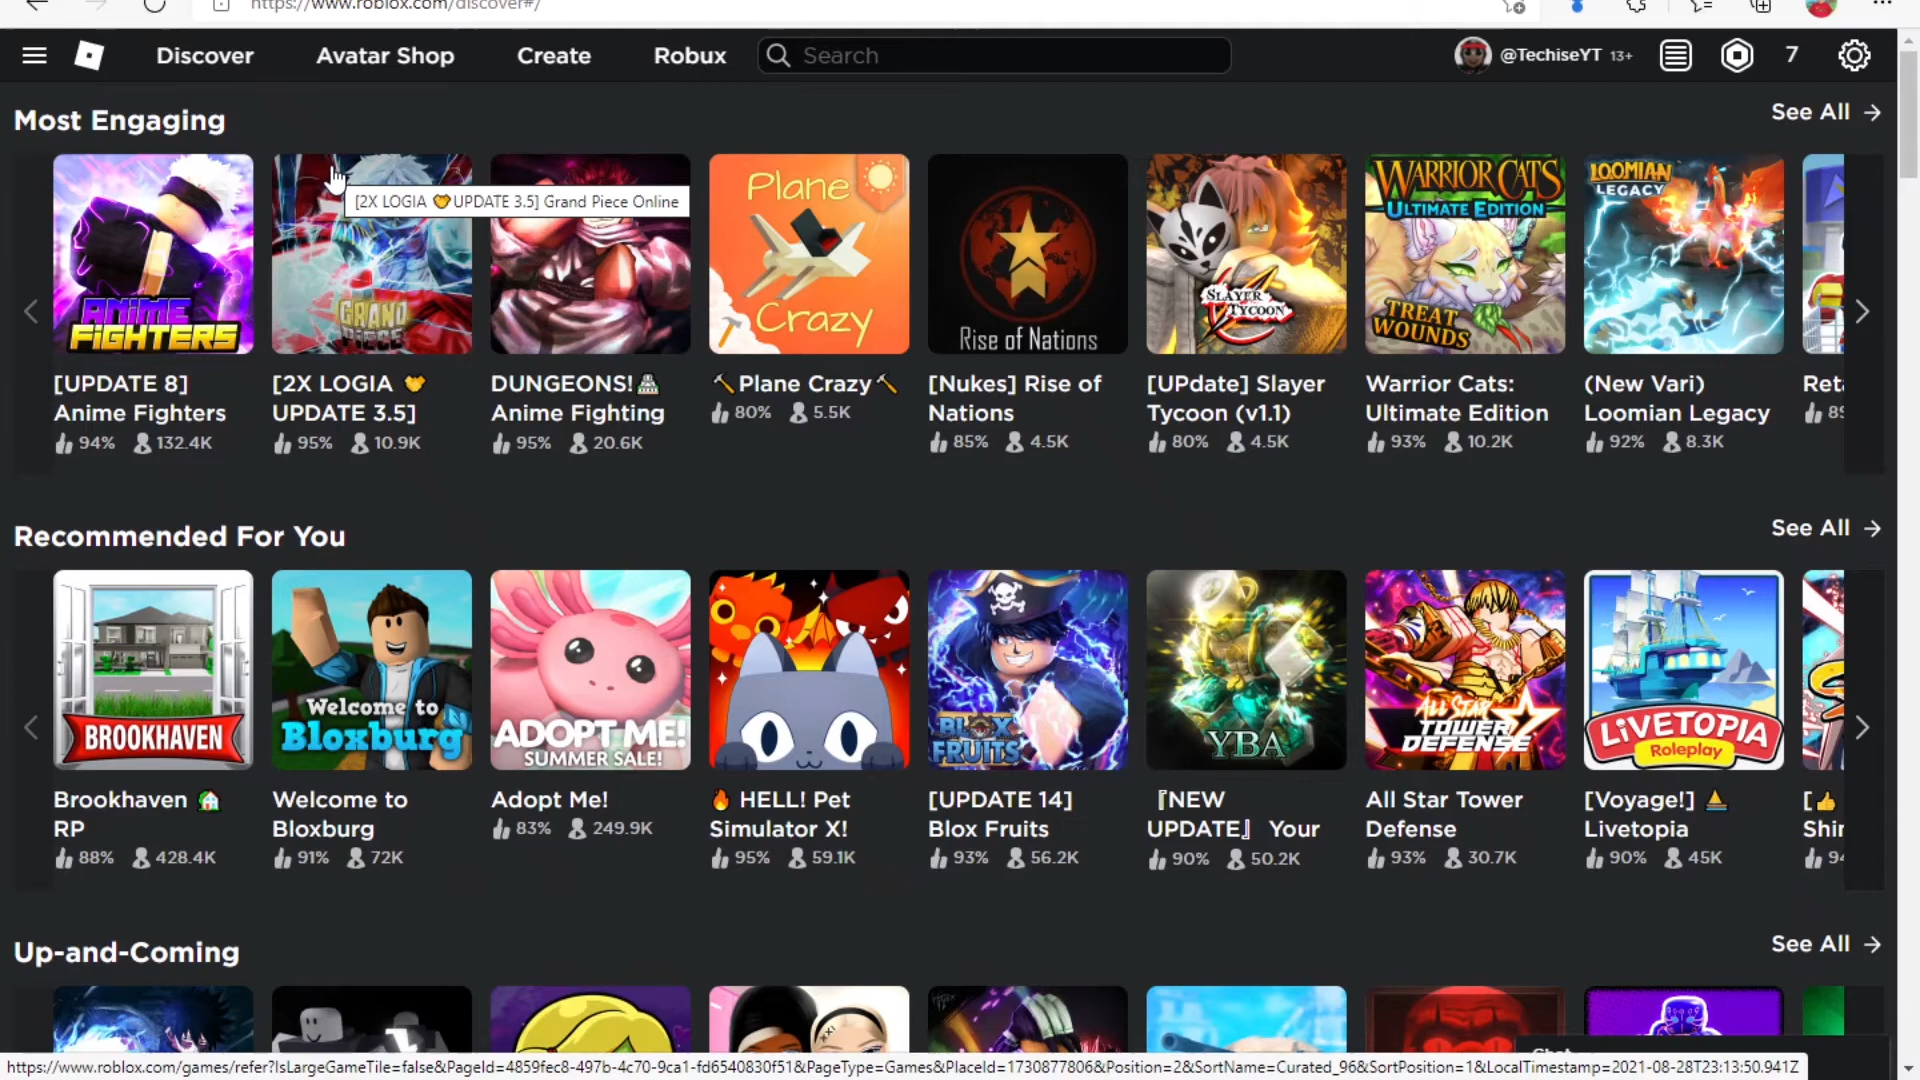 https://www.roblox.com/discover#/
Discover
Avatar Shop
Create
Robux
Search
@TechiseYT 13+
7
Most Engaging
See All →
ANIME FIGHTERS
GRAND PIECE
[2X LOGIA 🤝UPDATE 3.5] Grand Piece Online
Plane
Crazy
Rise of Nations
SLAYER
TYCOON
WARRIOR CATS
ULTIMATE EDITION
TREAT
WOUNDS
LOOMIAN
LEGACY
[UPDATE 8]
Anime Fighters
94% 132.4K
[2X LOGIA 🤝
UPDATE 3.5]
95% 10.9K
DUNGEONS!🏯
Anime Fighting
95% 20.6K
🔨Plane Crazy🔨
80% 5.5K
[Nukes] Rise of
Nations
85% 4.5K
[UPdate] Slayer
Tycoon (v1.1)
80% 4.5K
Warrior Cats:
Ultimate Edition
93% 10.2K
(New Vari)
Loomian Legacy
92% 8.3K
Recommended For You
See All →
BROOKHAVEN
Welcome to
Bloxburg
ADOPT ME!
SUMMER SALE!
BLOX
FRUITS
YBA
ALL STAR
TOWER
DEFENSE
LIVETOPIA
Roleplay
Brookhaven 🏠
RP
88% 428.4K
Welcome to
Bloxburg
91% 72K
Adopt Me!
83% 249.9K
🔥 HELL! Pet
Simulator X!
95% 59.1K
[UPDATE 14]
Blox Fruits
93% 56.2K
『NEW
UPDATE』 Your
90% 50.2K
All Star Tower
Defense
93% 30.7K
[Voyage!] ⛵
Livetopia
90% 45K
[👍
Up-and-Coming
See All →
https://www.roblox.com/games/refer?IsLargeGameTile=false&PageId=4859fec8-497b-4c70-9ca1-fd6540830f51&PageType=Games&PlaceId=1730877806&Position=2&SortName=Curated_96&SortPosition=1&LocalTimestamp=2021-08-28T23:13:50.941Z